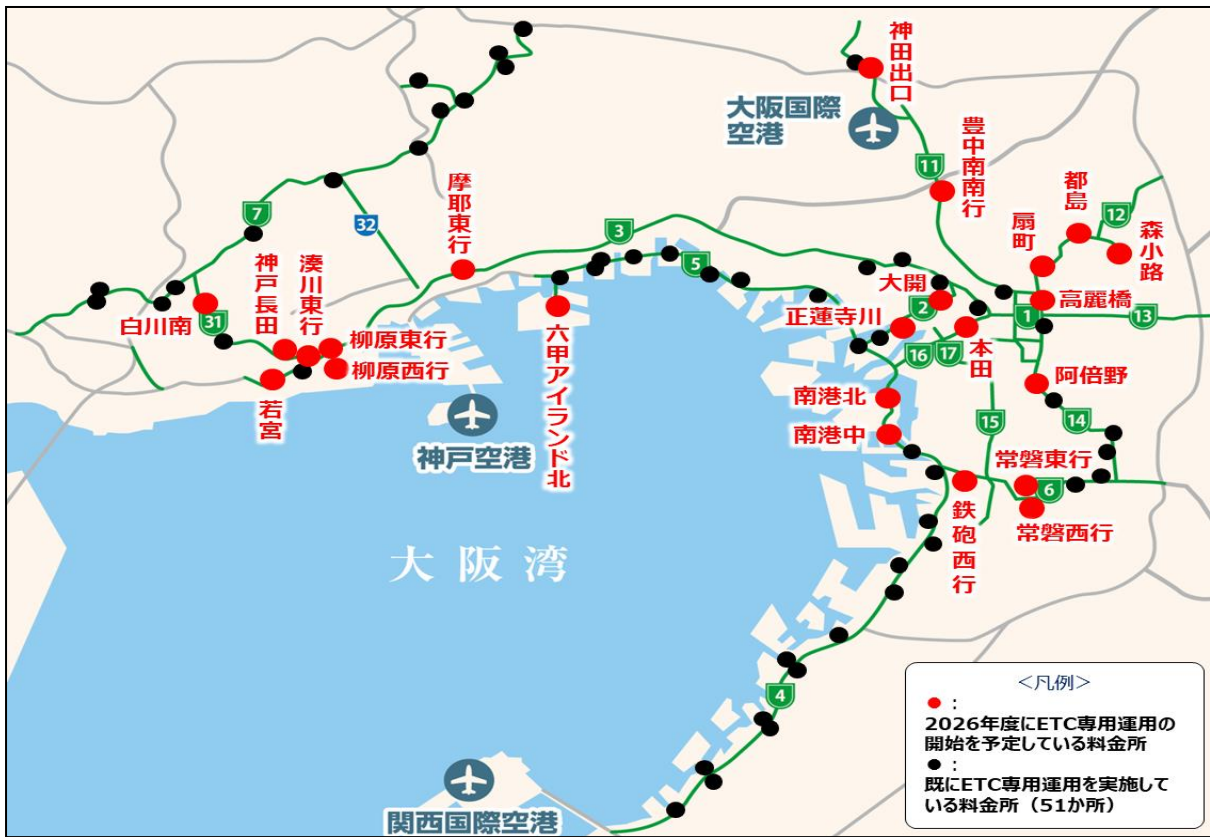 神田出口
大阪国際
空港
豊中南南行
11
都島
12
扇町
森小路
摩耶東行
3
7
32
5
神戸長田
湊川東行
大開
2
高麗橋
1
13
白川南
31
正蓮寺川
柳原東行
柳原西行
六甲アイランド北
16
17
本田
阿倍野
若宮
南港北
15
14
神戸空港
南港中
常磐東行
6
鉄砲西行
常磐西行
大阪湾
4
関西国際空港
<凡例>
●:
2026年度にETC専用運用の
開始を予定している料金所
●:
既にETC専用運用を実施して
いる料金所(51か所)